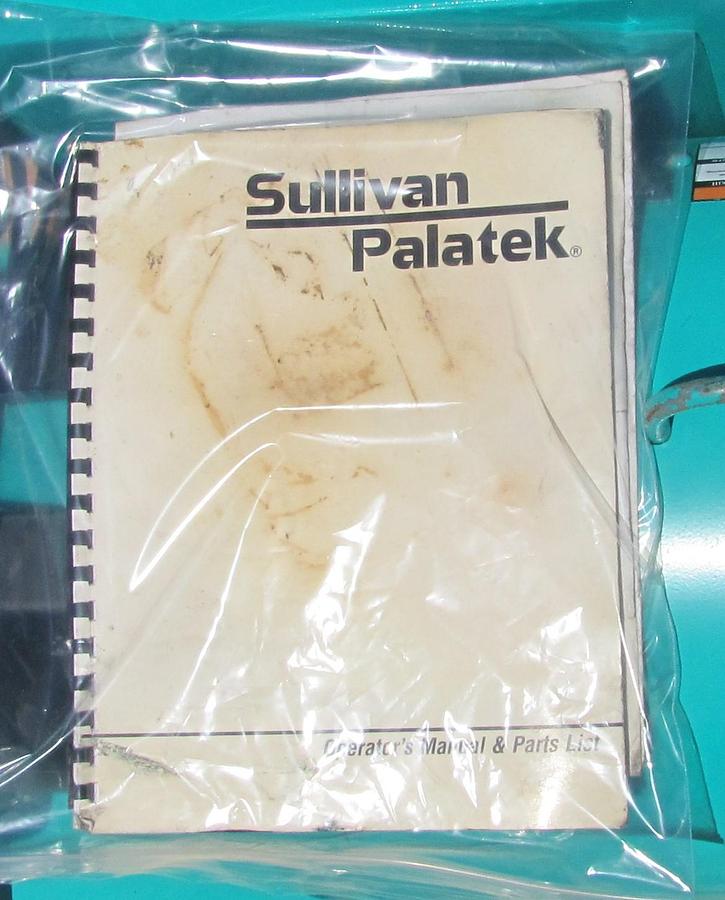 Sullivan
Palatek®
Operator's Manual & Parts List